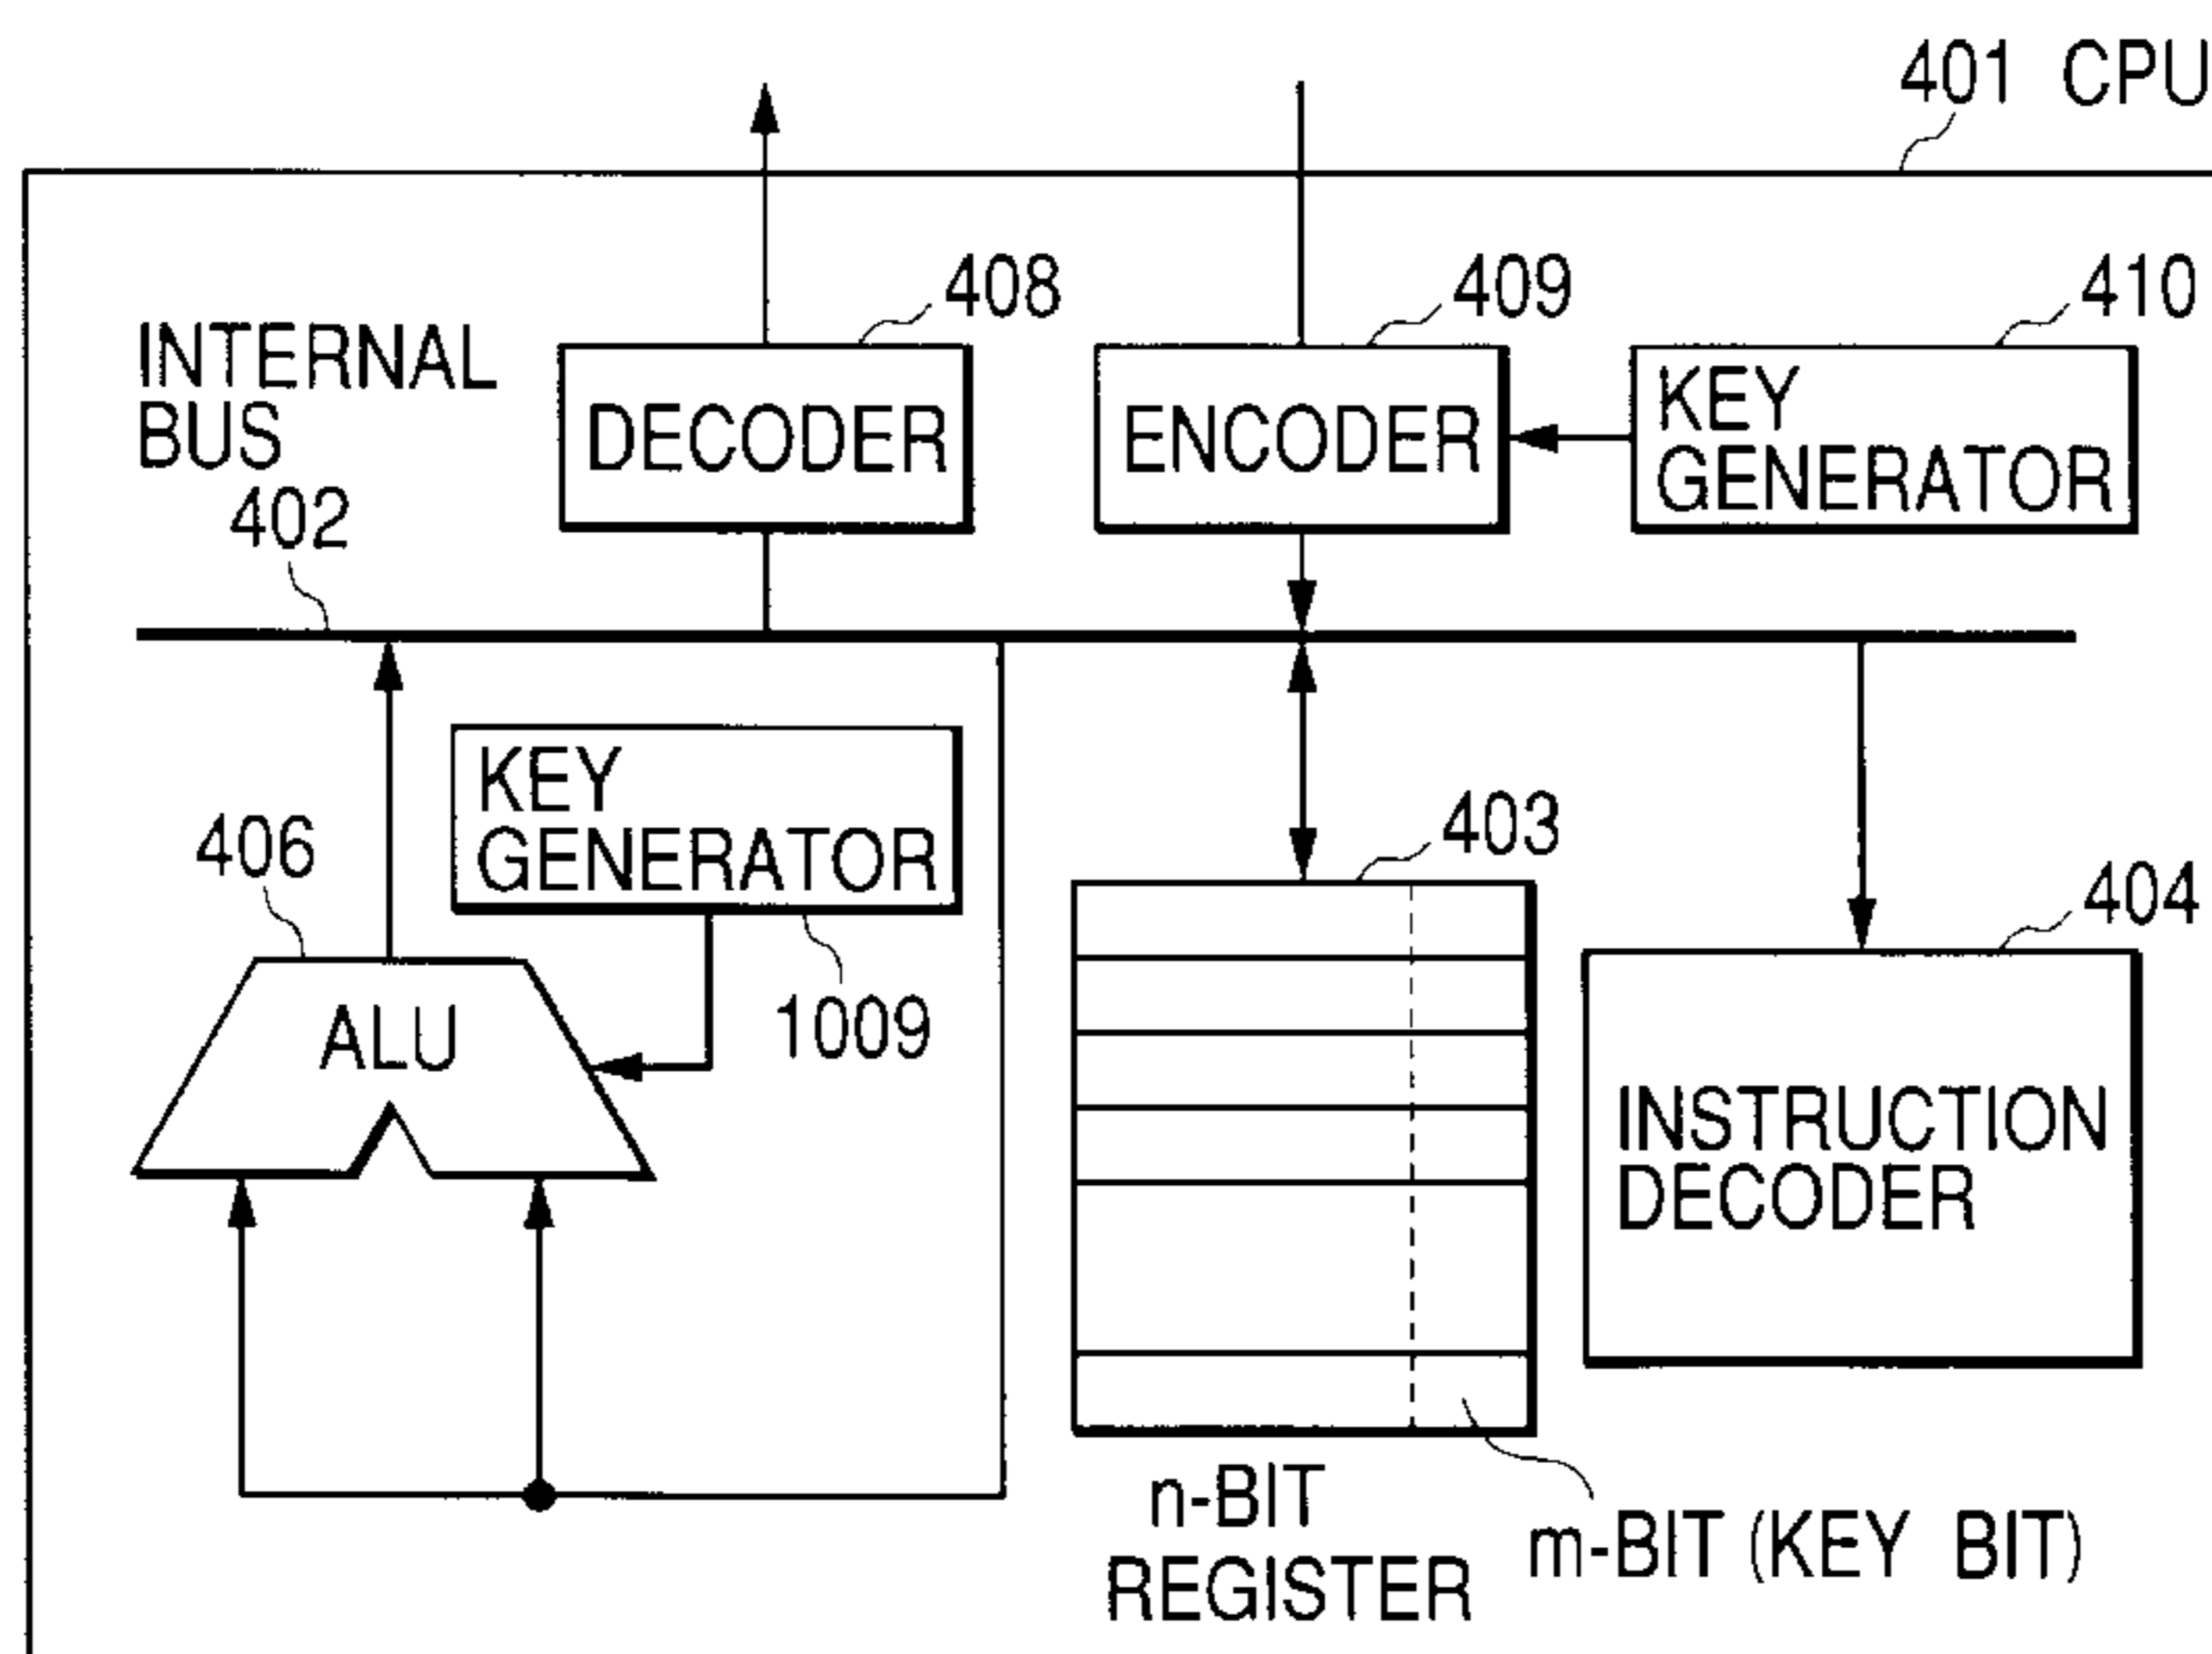 401 CPU
408
409
410
INTERNAL
BUS
402
DECODER
ENCODER
KEY
GENERATOR
KEY
GENERATOR
406
1009
ALU
403
404
INSTRUCTION
DECODER
n-BIT
REGISTER
m-BIT (KEY BIT)